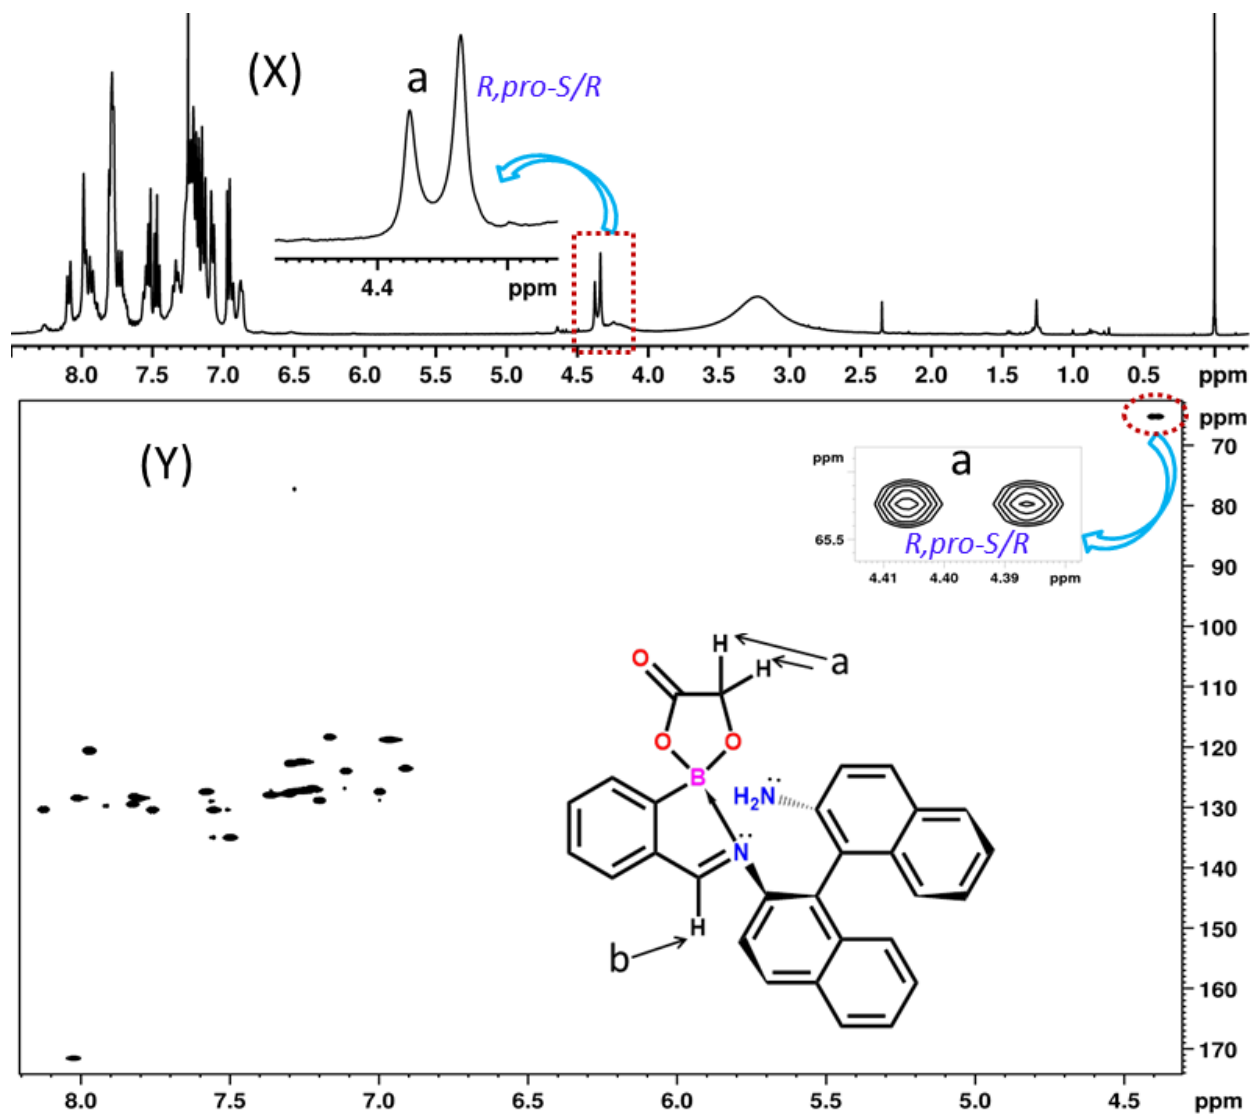 (X)
a
R,pro-S/R
4.4 ppm
8.0 7.5 7.0 6.5 6.0 5.5 5.0 4.5 4.0 3.5 3.0 2.5 2.0 1.5 1.0 0.5 ppm
(Y)
ppm
70
80
90
100
110
120
130
140
150
160
170
ppm
a
65.5
R,pro-S/R
4.41 4.40 4.39 ppm
H
H
a
O
O
O
B
H₂N
N
H
b
8.0 7.5 7.0 6.5 6.0 5.5 5.0 4.5 ppm